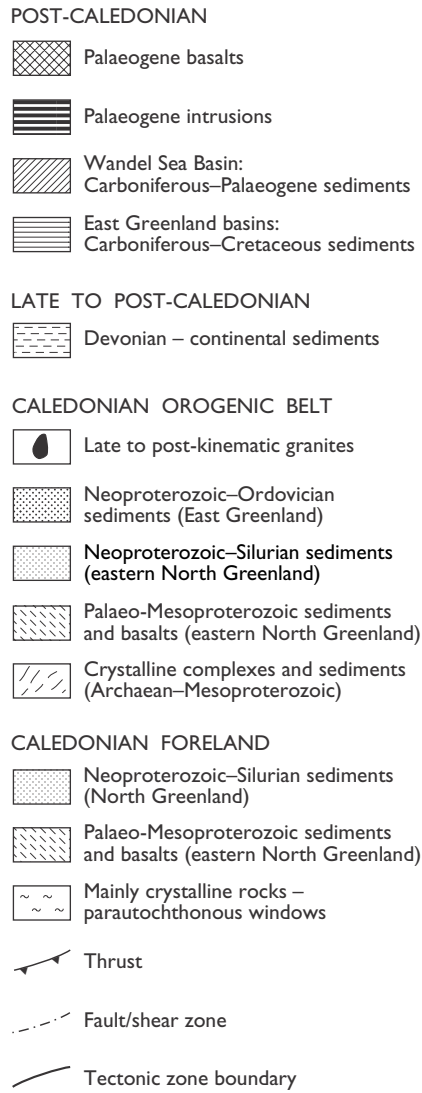 POST-CALEDONIAN
Palaeogene basalts
Palaeogene intrusions
Wandel Sea Basin:
Carboniferous–Palaeogene sediments
East Greenland basins:
Carboniferous–Cretaceous sediments
LATE TO POST-CALEDONIAN
Devonian – continental sediments
CALEDONIAN OROGENIC BELT
Late to post-kinematic granites
Neoproterozoic–Ordovician
sediments (East Greenland)
Neoproterozoic–Silurian sediments
(eastern North Greenland)
Palaeo-Mesoproterozoic sediments
and basalts (eastern North Greenland)
Crystalline complexes and sediments
(Archaean–Mesoproterozoic)
CALEDONIAN FORELAND
Neoproterozoic–Silurian sediments
(North Greenland)
Palaeo-Mesoproterozoic sediments
and basalts (eastern North Greenland)
Mainly crystalline rocks –
parautochthonous windows
Thrust
Fault/shear zone
Tectonic zone boundary